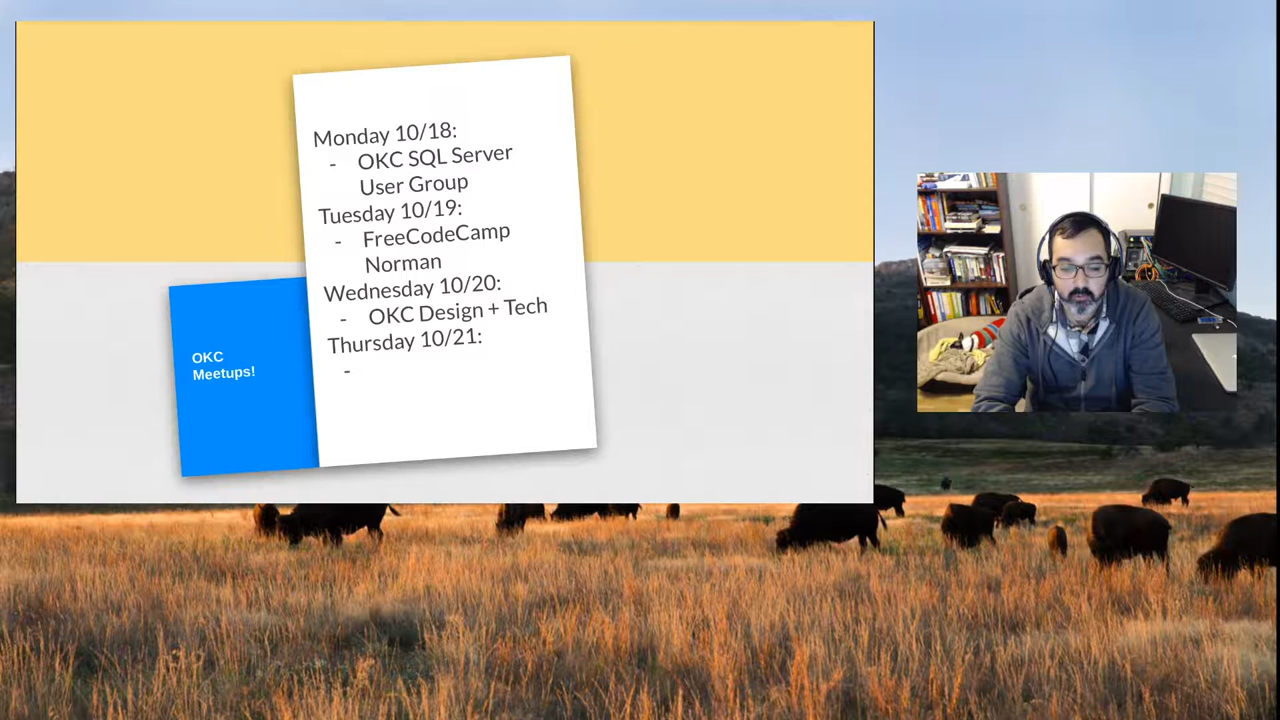 Monday 10/18:
- OKC SQL Server
User Group
Tuesday 10/19:
- FreeCodeCamp
Norman
Wednesday 10/20:
- OKC Design + Tech
Thursday 10/21:
-
OKC
Meetups!